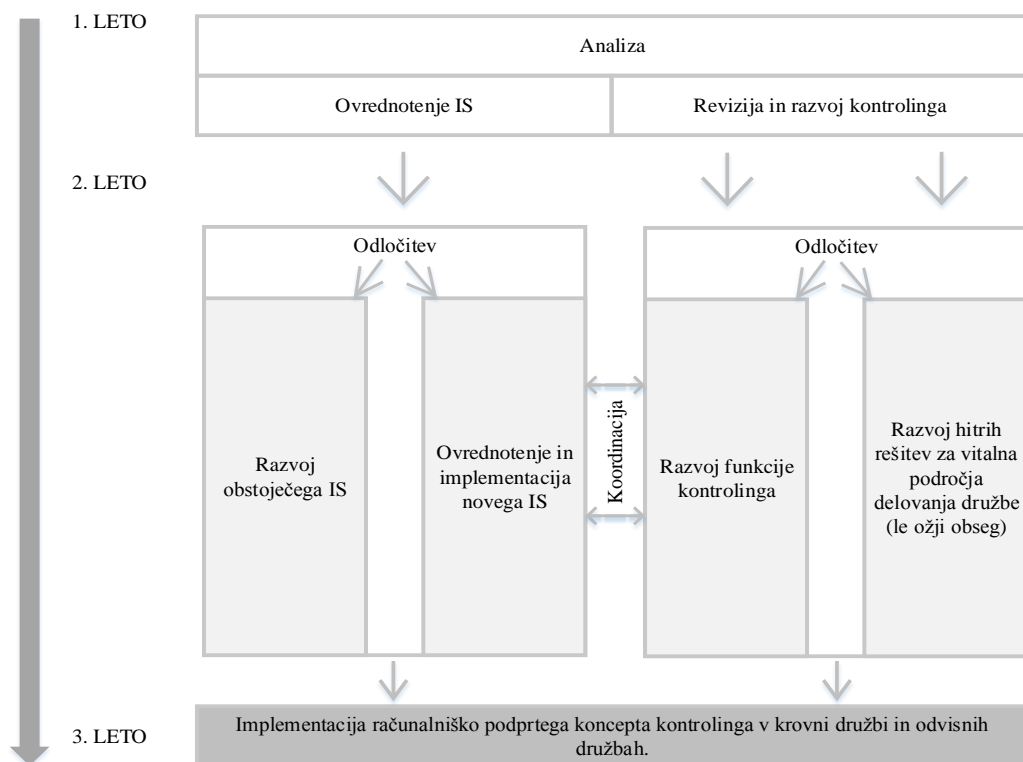 1. LETO
Analiza
Ovrednotenje IS
Revizija in razvoj kontrolinga
2. LETO
Odločitev
Odločitev
Razvoj
obstoječega IS
Ovrednotenje in
implementacija
novega IS
Koordinacija
Razvoj funkcije
kontrolinga
Razvoj hitrih
rešitev za vitalna
področja
delovanja družbe
(le ožji obseg)
3. LETO
Implementacija računalniško podprtega koncepta kontrolinga v krovni družbi in odvisnih
družbah.